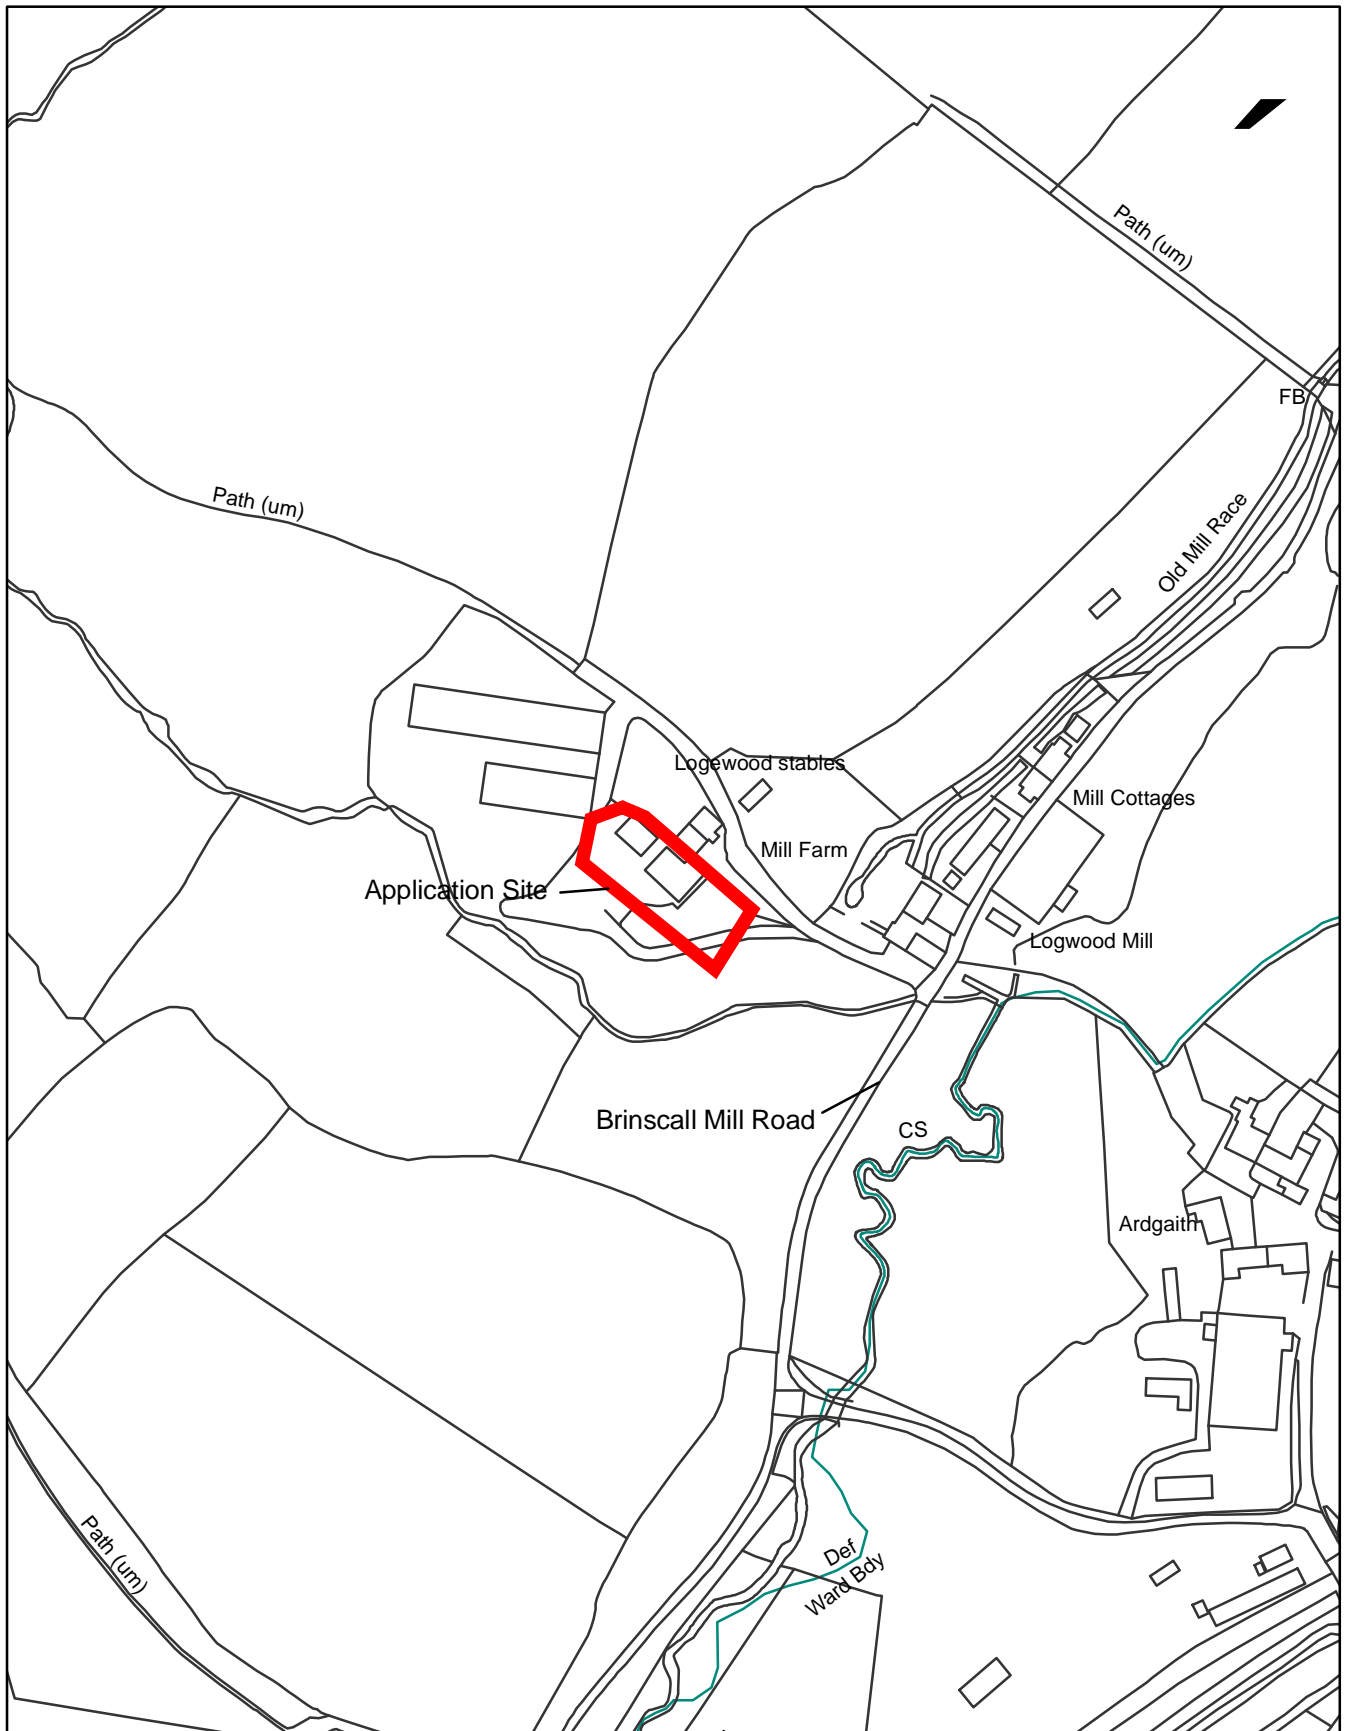 Path (um)
FB
Path (um)
Old Mill Race
Logewood stables
Mill Cottages
Mill Farm
Application Site
Logwood Mill
Brinscall Mill Road
CS
Ardgaith
Path (um)
Def
Ward Bdy